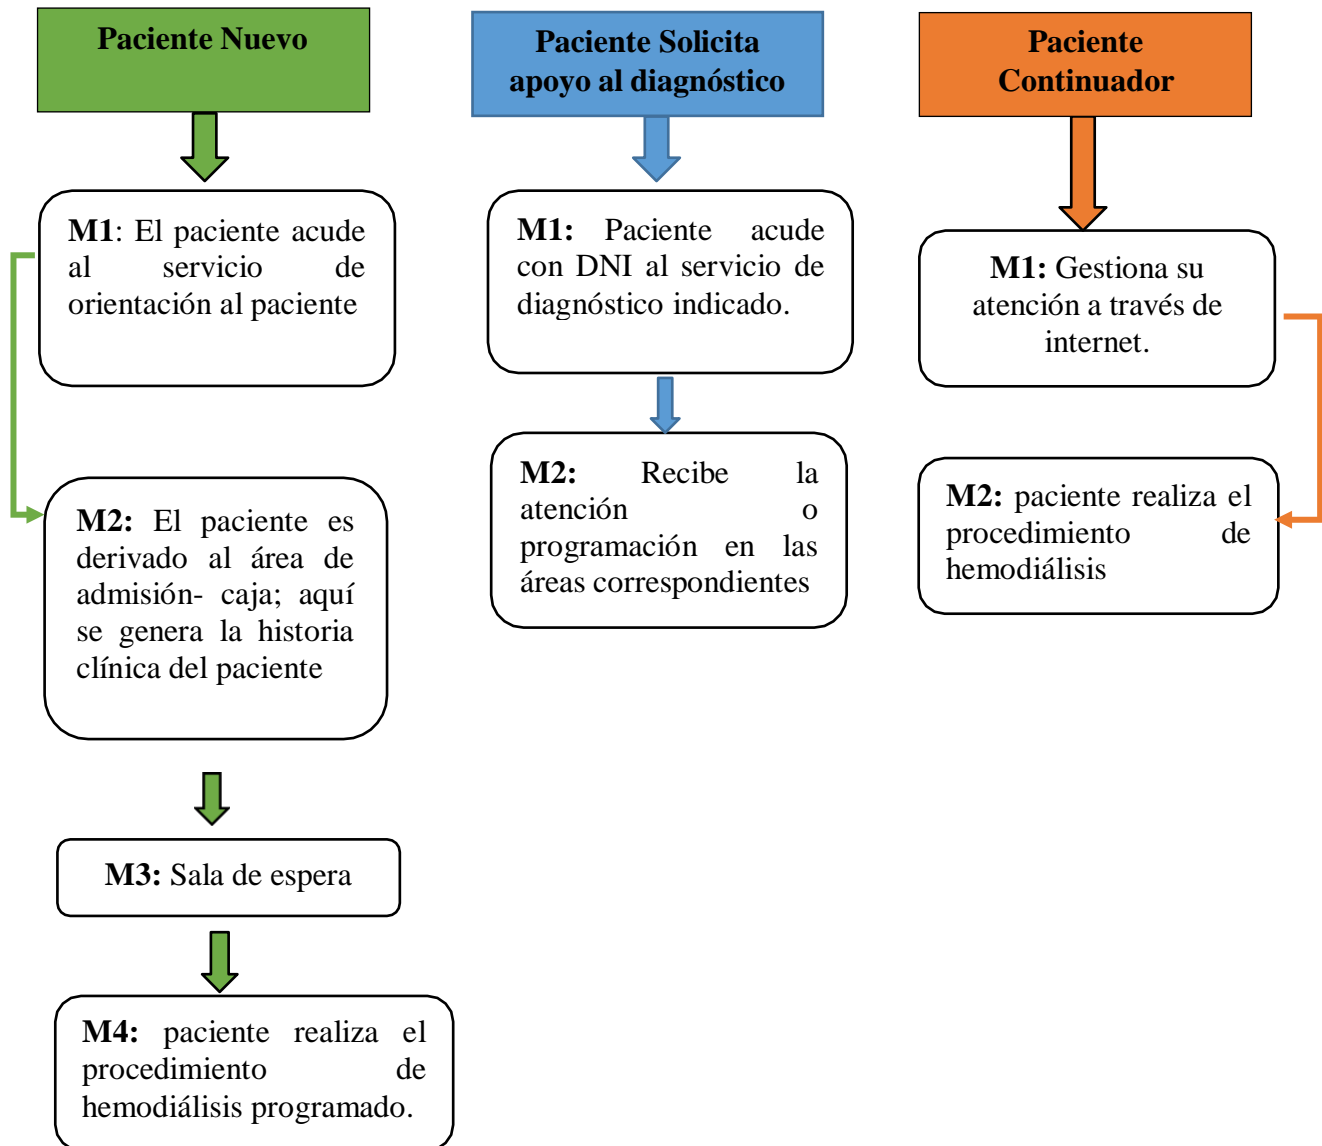 Paciente Nuevo
M1: El paciente acude
al servicio de
orientación al paciente
M2: El paciente es
derivado al área de
admisión- caja; aquí
se genera la historia
clínica del paciente
M3: Sala de espera
M4: paciente realiza el
procedimiento de
hemodiálisis programado.
Paciente Solicita
apoyo al diagnóstico
M1: Paciente acude
con DNI al servicio de
diagnóstico indicado.
M2: Recibe la
atención o
programación en las
áreas correspondientes
Paciente
Continuador
M1: Gestiona su
atención a través de
internet.
M2: paciente realiza el
procedimiento de
hemodiálisis